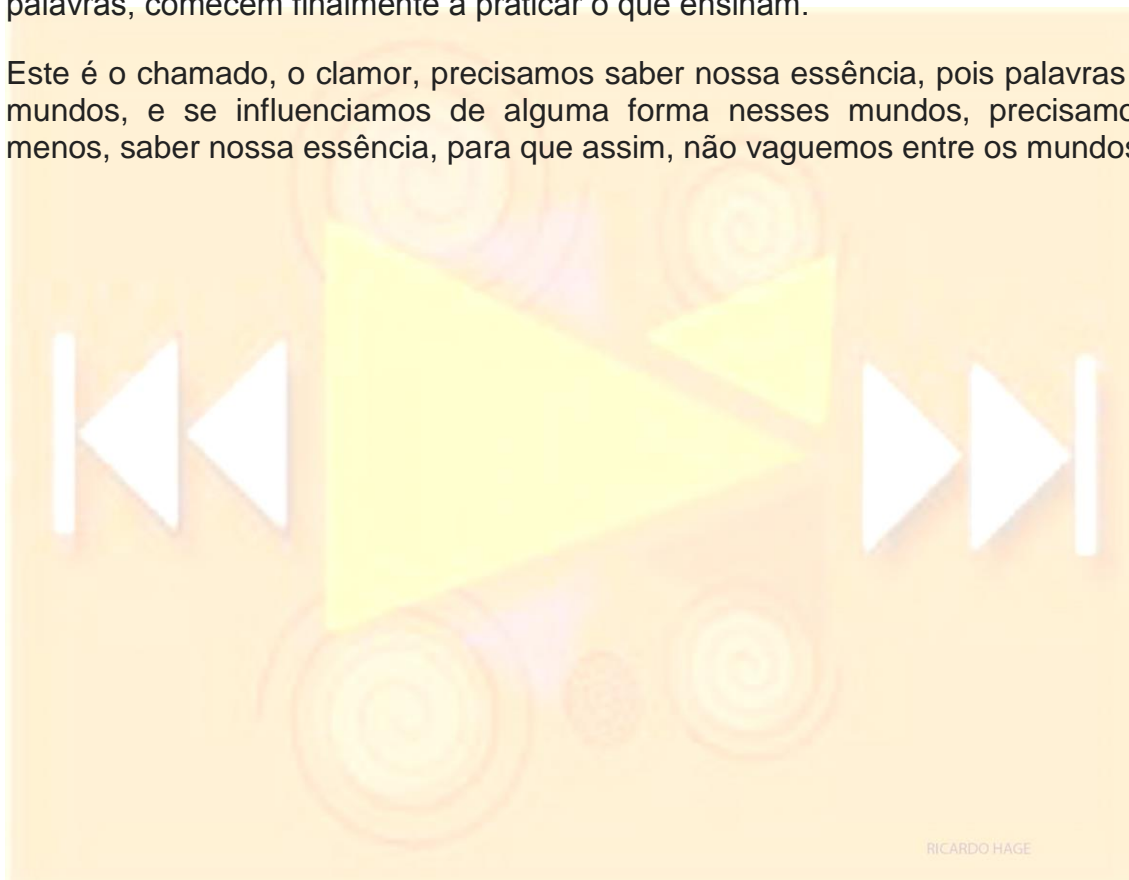 palavras, comecem finalmente a praticar o que ensinam.
Este é o chamado, o clamor, precisamos saber nossa essência, pois palavras
mundos, e se influenciamos de alguma forma nesses mundos, precisamo
menos, saber nossa essência, para que assim, não vaguemos entre os mundos
RICARDO HAGE